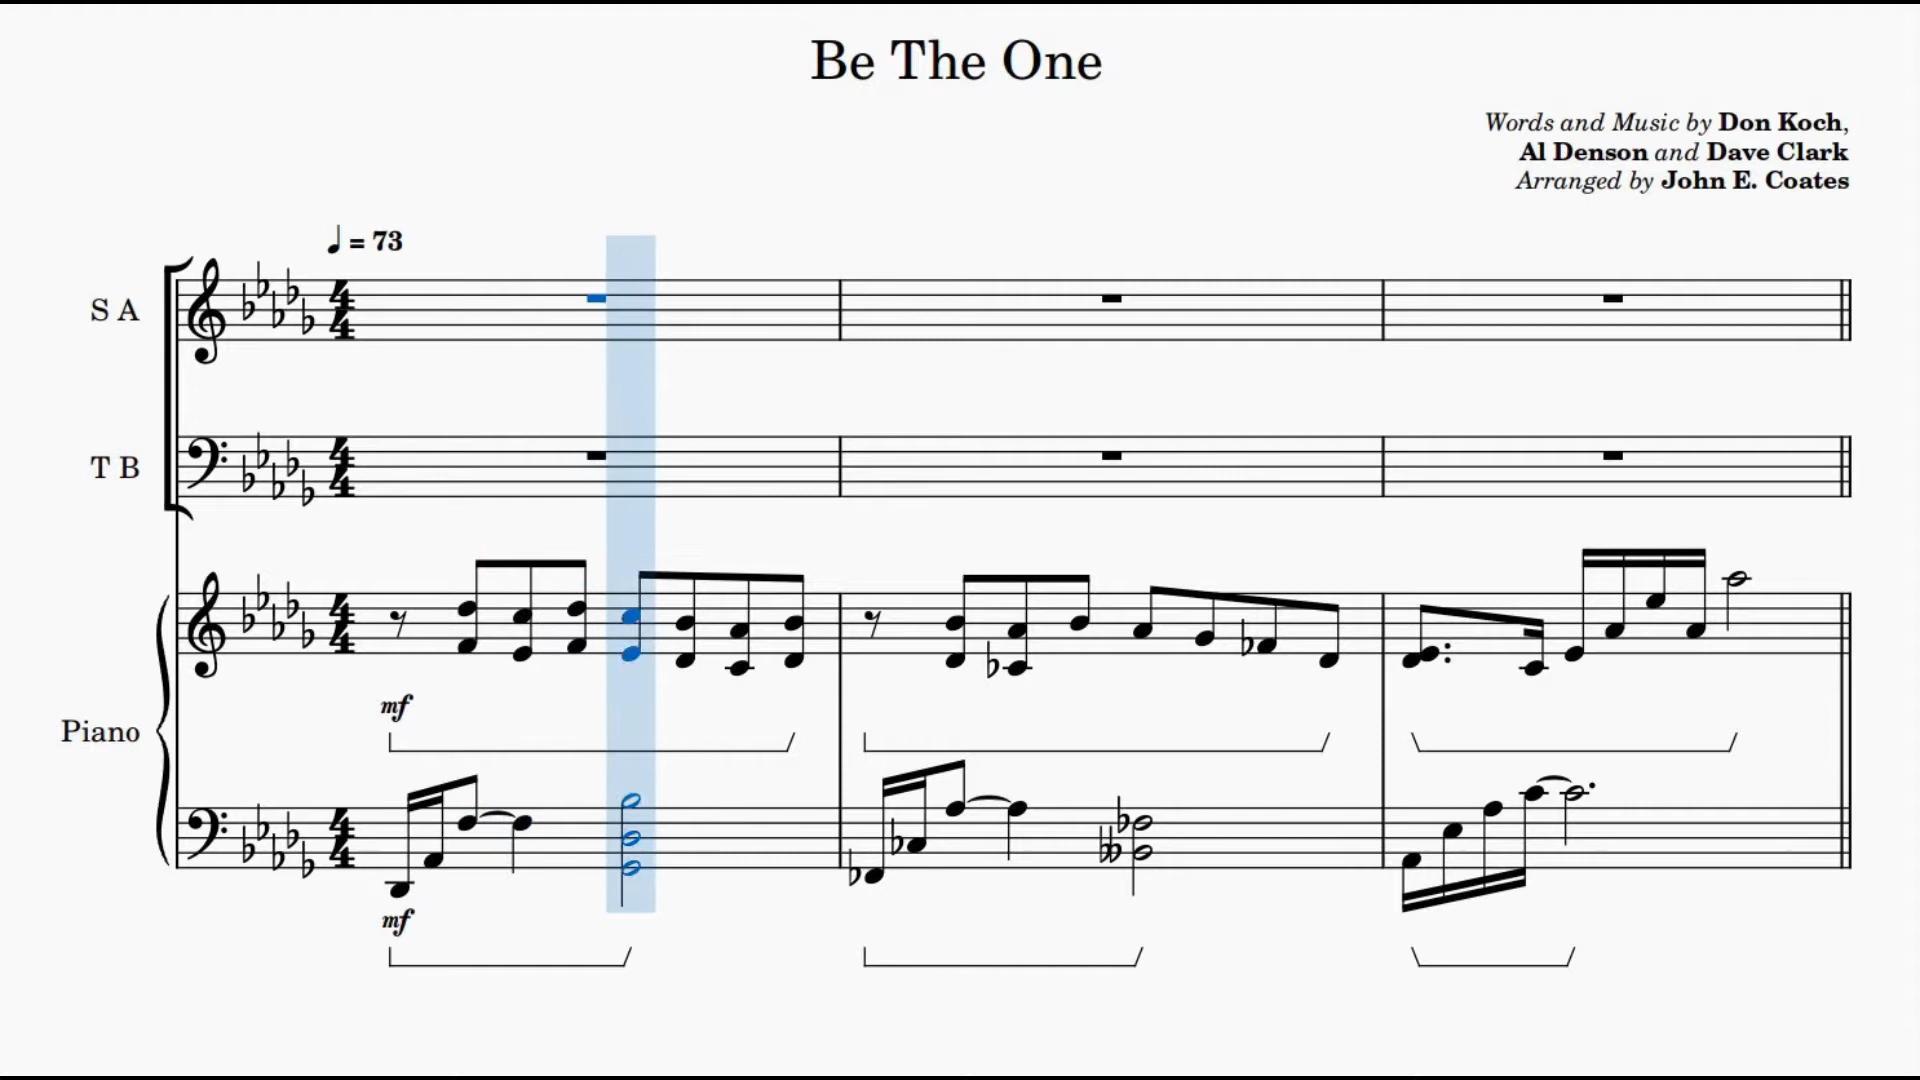 Be The One
Words and Music by Don Koch,
Al Denson and Dave Clark
Arranged by John E. Coates
= 73
S A
T B
Piano
mf
mf